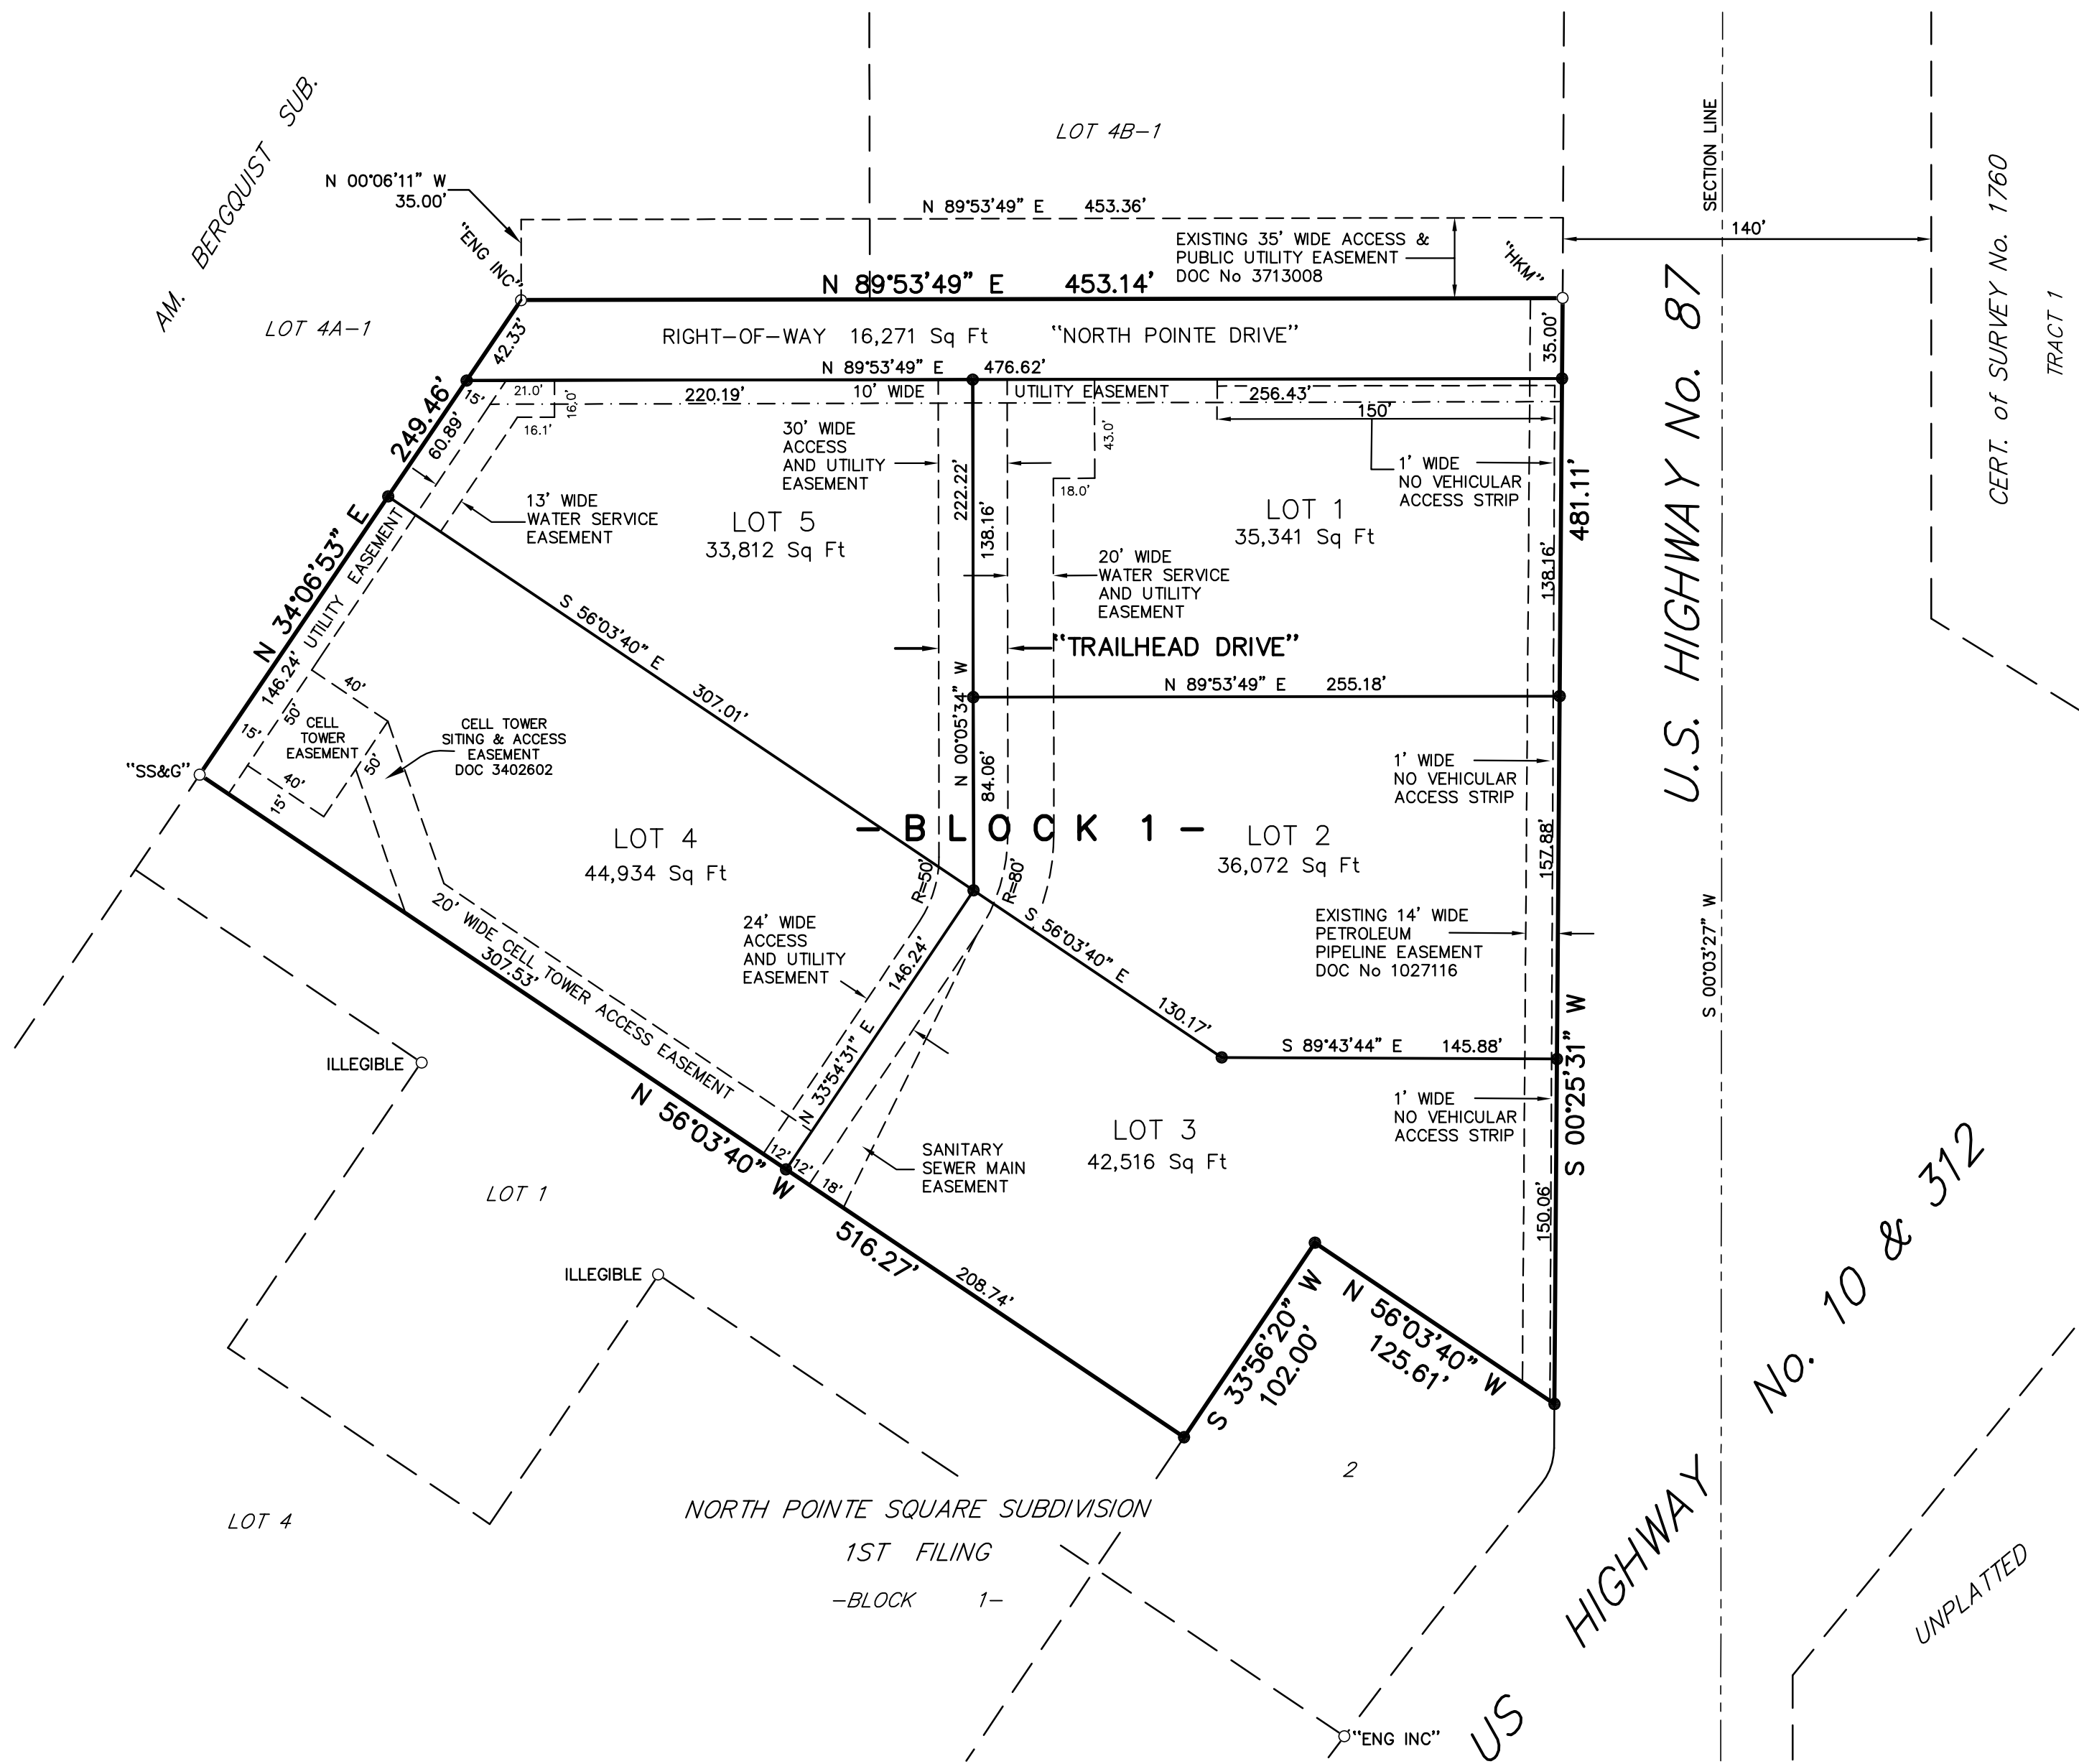 AM. BERGQUIST SUB.
LOT 4B-1
N 00°06'11" W
35.00'
"ENG INC"
N 89°53'49" E 453.36'
EXISTING 35' WIDE ACCESS &
PUBLIC UTILITY EASEMENT
DOC No 3713008
"HKM"
140'
SECTION LINE
CERT. of SURVEY No. 1760
TRACT 1
LOT 4A-1
N 89°53'49" E 453.14'
42.33'
RIGHT-OF-WAY 16,271 Sq Ft "NORTH POINTE DRIVE"
35.00'
N 89°53'49" E 476.62'
249.46'
15'
21.0'
16.0'
16.1'
220.19'
10' WIDE UTILITY EASEMENT
256.43'
150'
60.89'
30' WIDE
ACCESS
AND UTILITY
EASEMENT
43.0'
18.0'
1' WIDE
NO VEHICULAR
ACCESS STRIP
U.S. HIGHWAY No. 87
481.11'
13' WIDE
WATER SERVICE
EASEMENT
LOT 5
33,812 Sq Ft
222.22'
138.16'
LOT 1
35,341 Sq Ft
138.16'
20' WIDE
WATER SERVICE
AND UTILITY
EASEMENT
N 34°06'53" E
UTILITY EASEMENT
146.24'
S 56°03'40" E
307.01'
"TRAILHEAD DRIVE"
N 00°05'34" W
N 89°53'49" E 255.18'
84.06'
40'
50'
CELL
TOWER
EASEMENT
50'
15'
40'
15'
CELL TOWER
SITING & ACCESS
EASEMENT
DOC 3402602
"SS&G"
1' WIDE
NO VEHICULAR
ACCESS STRIP
-BLOCK 1-
LOT 4
44,934 Sq Ft
LOT 2
36,072 Sq Ft
157.88'
R=50'
R=80'
20' WIDE CELL TOWER ACCESS EASEMENT
307.53'
24' WIDE
ACCESS
AND UTILITY
EASEMENT
146.24'
N 33°54'31" E
S 56°03'40" E
130.17'
EXISTING 14' WIDE
PETROLEUM
PIPELINE EASEMENT
DOC No 1027116
S 00°03'27" W
S 89°43'44" E 145.88'
S 00°25'31" W
ILLEGIBLE
N 56°03'40" W
516.27'
1' WIDE
NO VEHICULAR
ACCESS STRIP
LOT 3
42,516 Sq Ft
SANITARY
SEWER MAIN
EASEMENT
12'
12'
18'
150.06'
LOT 1
ILLEGIBLE
208.74'
S 33°56'20" W
102.00'
N 56°03'40" W
125.61'
2
US HIGHWAY No. 10 & 312
LOT 4
NORTH POINTE SQUARE SUBDIVISION
1ST FILING
-BLOCK 1-
UNPLATTED
"ENG INC"